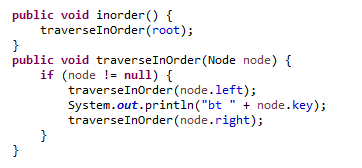 public void inorder() {
    traverseInOrder(root);
}
public void traverseInOrder(Node node) {
    if (node != null) {
        traverseInOrder(node.left);
        System.out.println("bt " + node.key);
        traverseInOrder(node.right);
    }
}